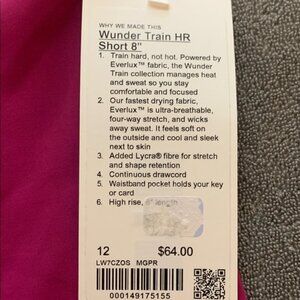 WHY WE MADE THIS
Wunder Train HR
Short 8"
1. Train hard, not hot. Powered by
Everlux™ fabric, the Wunder
Train collection manages heat
and sweat so you stay
comfortable and focused
2. Our fastest drying fabric,
Everlux™ is ultra-breathable,
four-way stretch, and wicks
away sweat. It feels soft on
the outside and cool and sleek
next to skin
3. Added Lycra® fibre for stretch
and shape retention
4. Continuous drawcord
5. Waistband pocket holds your key
or card
6. High rise, 8" length
12 $64.00
LW7CZOS MGPR
000149175155